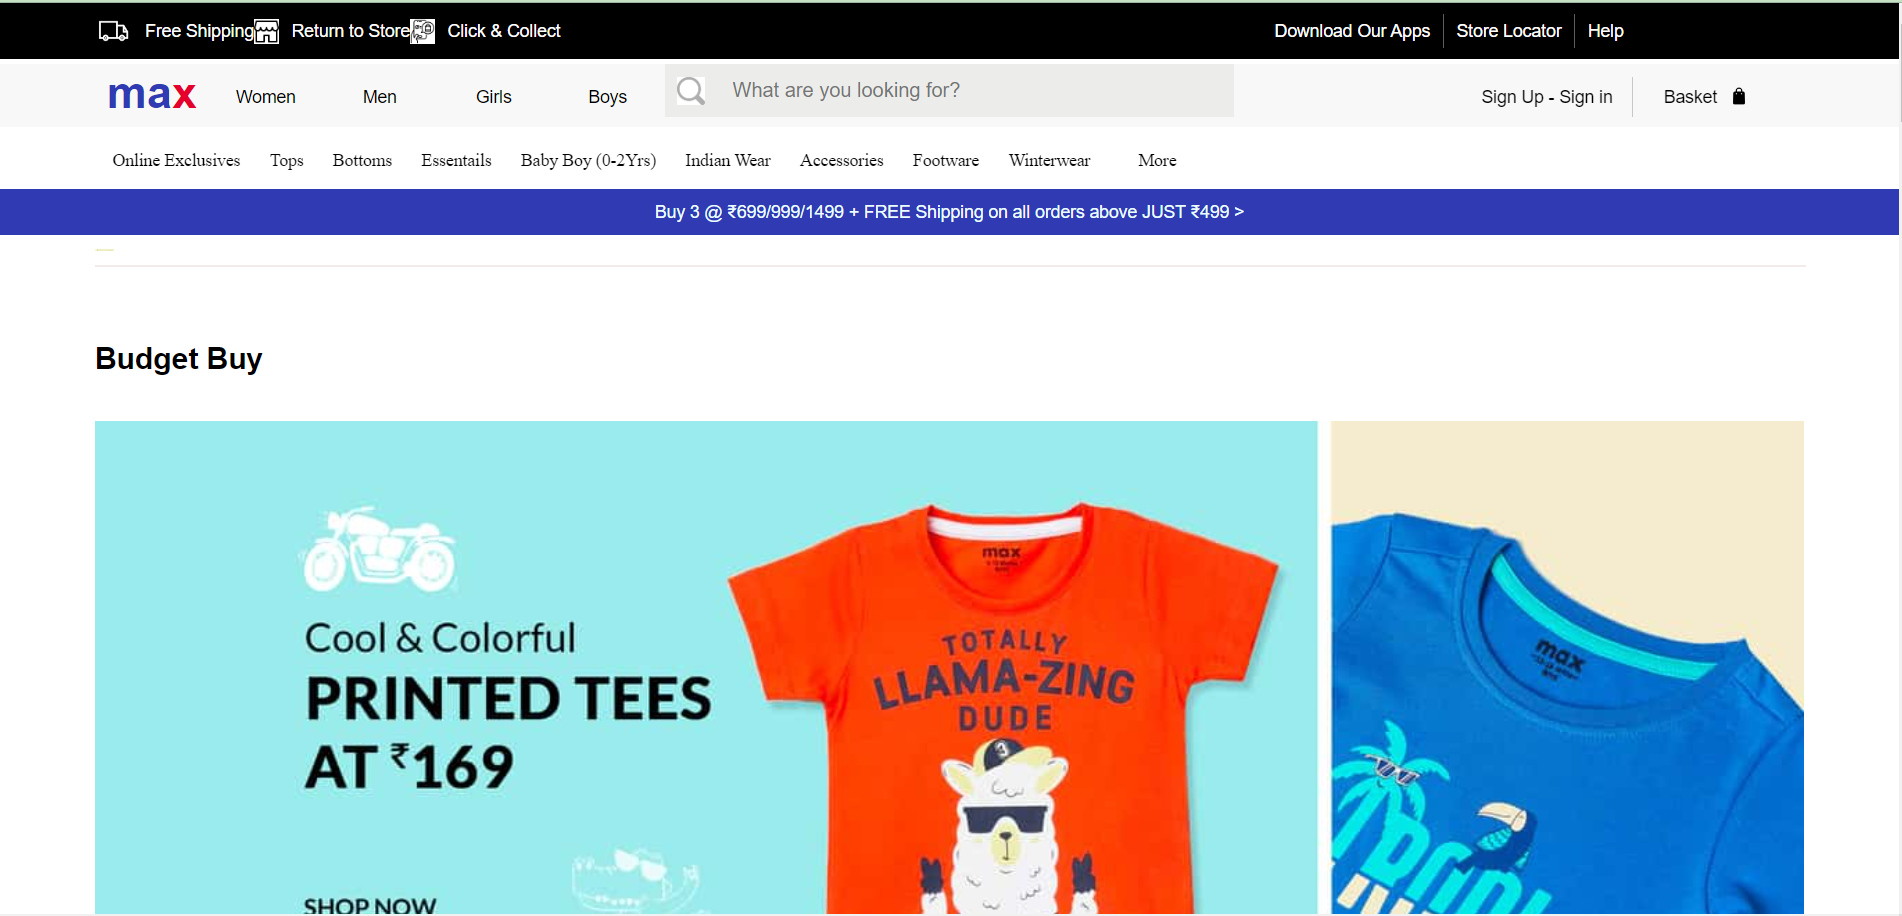 Free Shipping Return to Store Click & Collect Download Our Apps Store Locator Help
max Women Men Girls Boys What are you looking for? Sign Up - Sign in Basket
Online Exclusives Tops Bottoms Essentails Baby Boy (0-2Yrs) Indian Wear Accessories Footware Winterwear More
Buy 3 @ ₹699/999/1499 + FREE Shipping on all orders above JUST ₹499 >
Budget Buy
Cool & Colorful
PRINTED TEES
AT ₹169
SHOP NOW
max
TOTALLY
LLAMA-ZING
DUDE
3
max